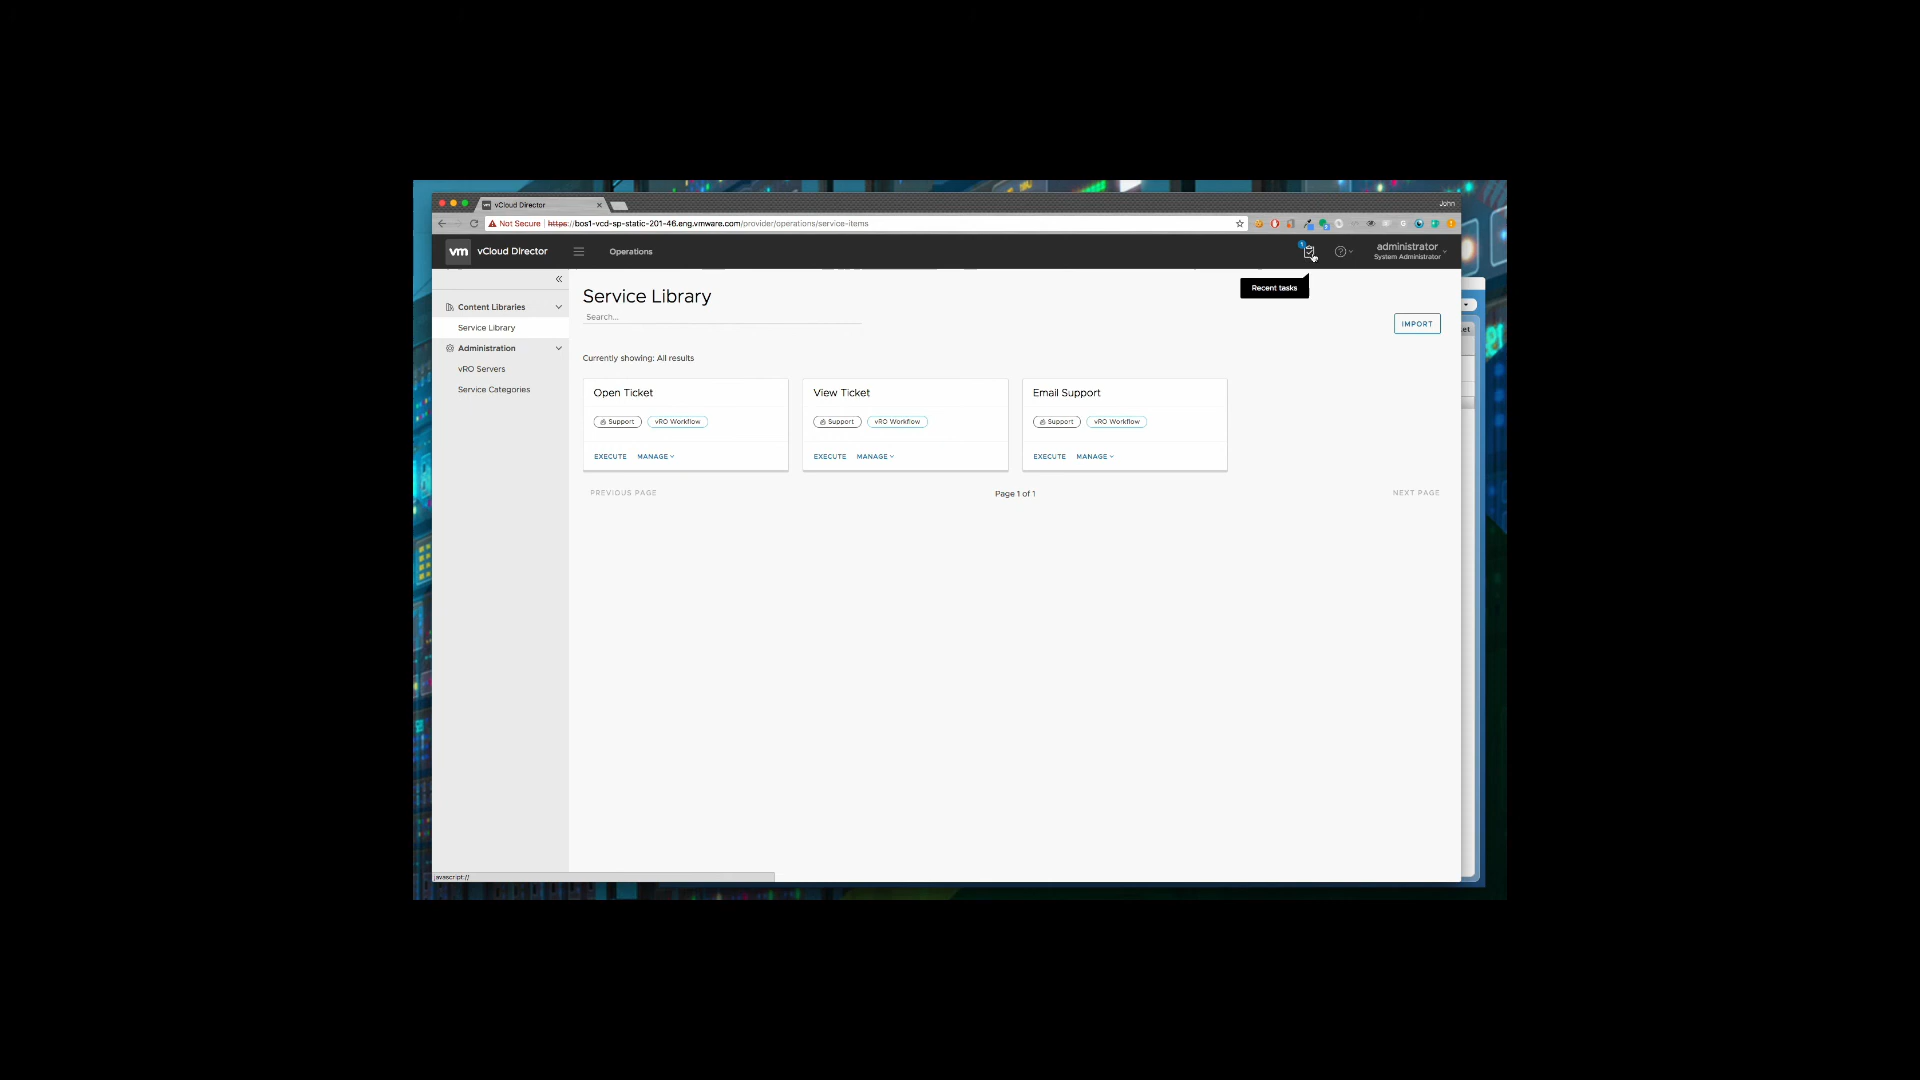 vCloud Director
John
Not Secure https://bos1-vcd-sp-static-201-46.eng.vmware.com/provider/operations/service-items
vm vCloud Director Operations
1
administrator
System Administrator
Recent tasks
Content Libraries
Service Library
Administration
vRO Servers
Service Categories
Service Library
Search...
IMPORT
Currently showing: All results
Open Ticket
Support vRO Workflow
EXECUTE MANAGE
View Ticket
Support vRO Workflow
EXECUTE MANAGE
Email Support
Support vRO Workflow
EXECUTE MANAGE
PREVIOUS PAGE Page 1 of 1 NEXT PAGE
javascript://